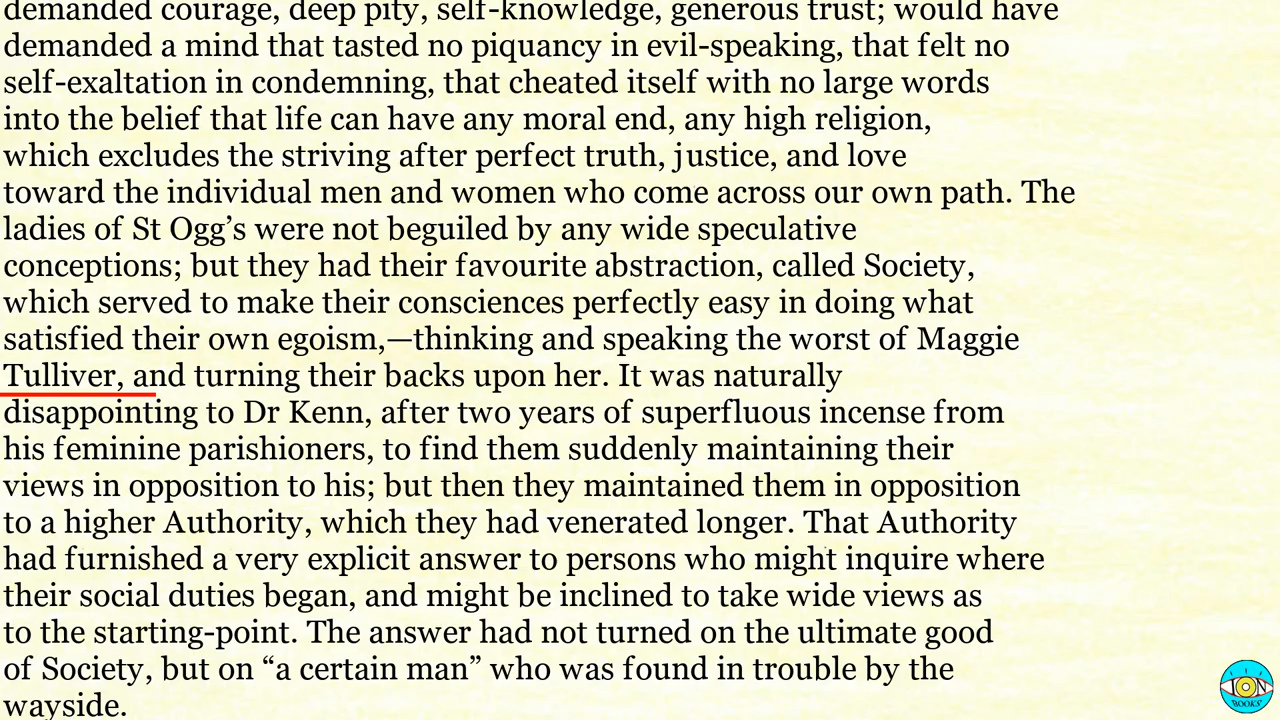 demanded courage, deep pity, self-knowledge, generous trust; would have
demanded a mind that tasted no piquancy in evil-speaking, that felt no
self-exaltation in condemning, that cheated itself with no large words
into the belief that life can have any moral end, any high religion,
which excludes the striving after perfect truth, justice, and love
toward the individual men and women who come across our own path. The
ladies of St Ogg’s were not beguiled by any wide speculative
conceptions; but they had their favourite abstraction, called Society,
which served to make their consciences perfectly easy in doing what
satisfied their own egoism,—thinking and speaking the worst of Maggie
Tulliver, and turning their backs upon her. It was naturally
disappointing to Dr Kenn, after two years of superfluous incense from
his feminine parishioners, to find them suddenly maintaining their
views in opposition to his; but then they maintained them in opposition
to a higher Authority, which they had venerated longer. That Authority
had furnished a very explicit answer to persons who might inquire where
their social duties began, and might be inclined to take wide views as
to the starting-point. The answer had not turned on the ultimate good
of Society, but on “a certain man” who was found in trouble by the
wayside.
ION
BOOKS